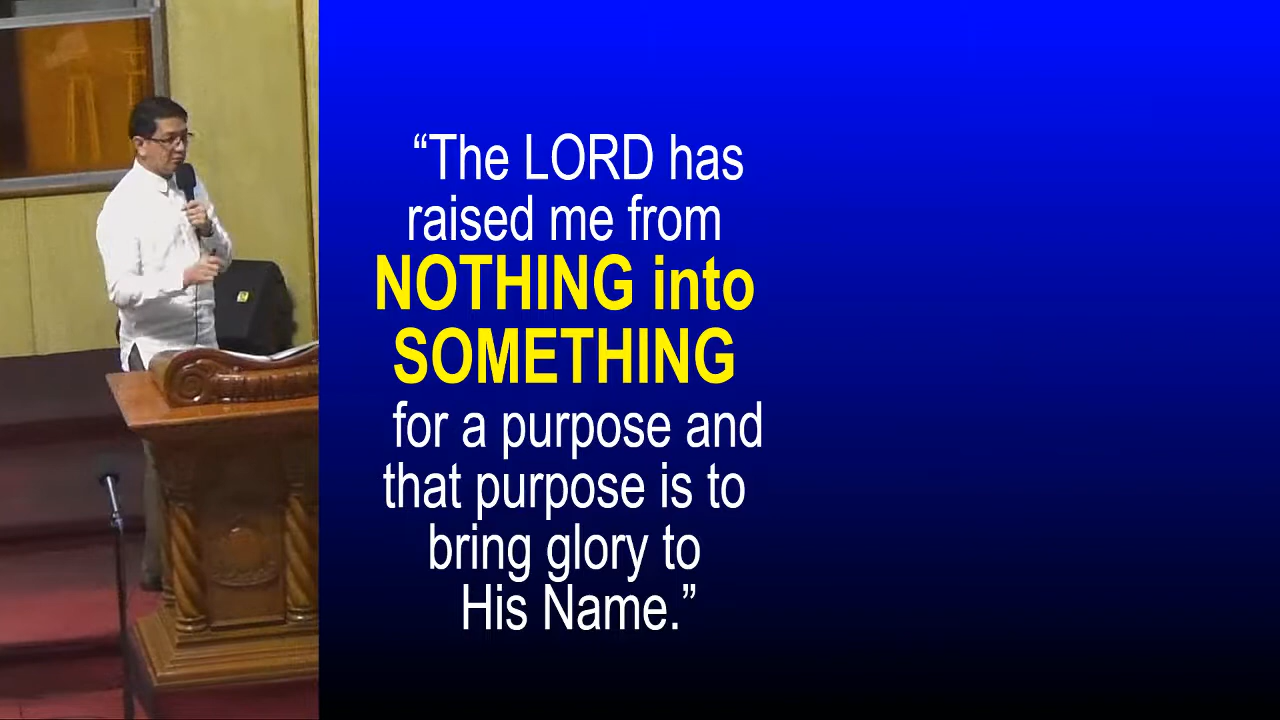 “The LORD has
raised me from
NOTHING into
SOMETHING
for a purpose and
that purpose is to
bring glory to
His Name.”